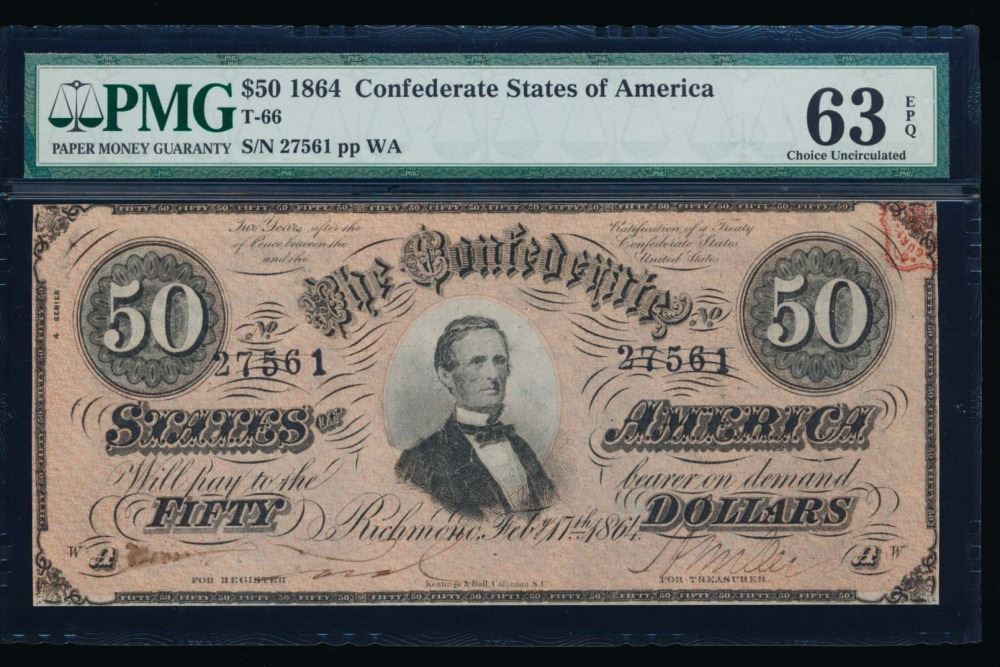 PMG
PAPER MONEY GUARANTY
$50 1864 Confederate States of America
T-66
S/N 27561 pp WA
63
EPQ
Choice Uncirculated
Two Years after the
of Peace between the
and the
Ratification of a Treaty
Confederate States
United States
The Confederate
50
50
No
27561
No
27561
4 SERIES
STATES OF
AMERICA
Will pay to the
bearer on demand
FIFTY
DOLLARS
Richmond, Feby. 17th. 1864.
W A
A W
FOR REGISTER
Keatinge & Ball, Columbia S.C.
FOR TREASURER.